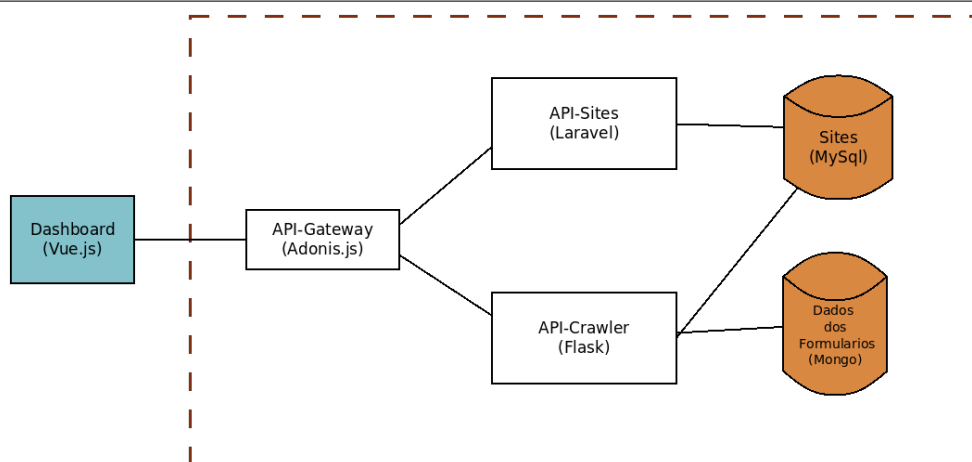 Dashboard
(Vue.js)
API-Gateway
(Adonis.js)
API-Sites
(Laravel)
API-Crawler
(Flask)
Sites
(MySql)
Dados
dos
Formularios
(Mongo)